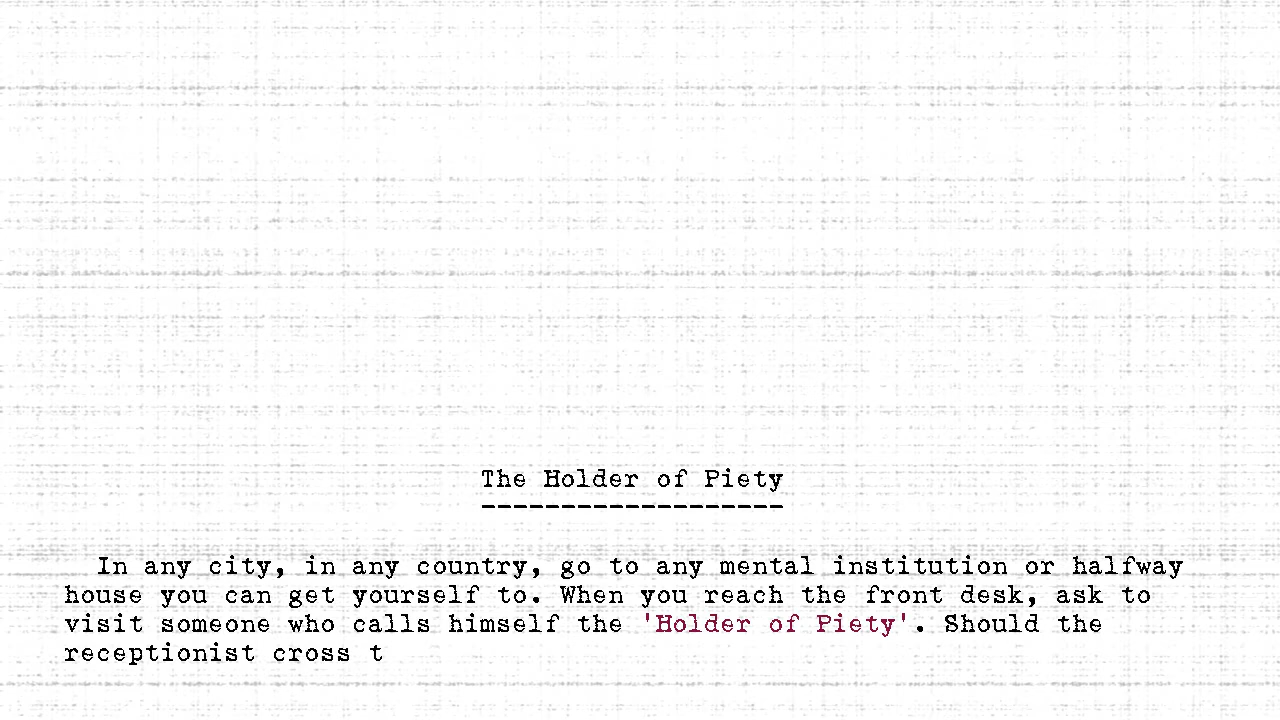 The Holder of Piety
-------------------
In any city, in any country, go to any mental institution or halfway
house you can get yourself to. When you reach the front desk, ask to
visit someone who calls himself the 'Holder of Piety'. Should the
receptionist cross t